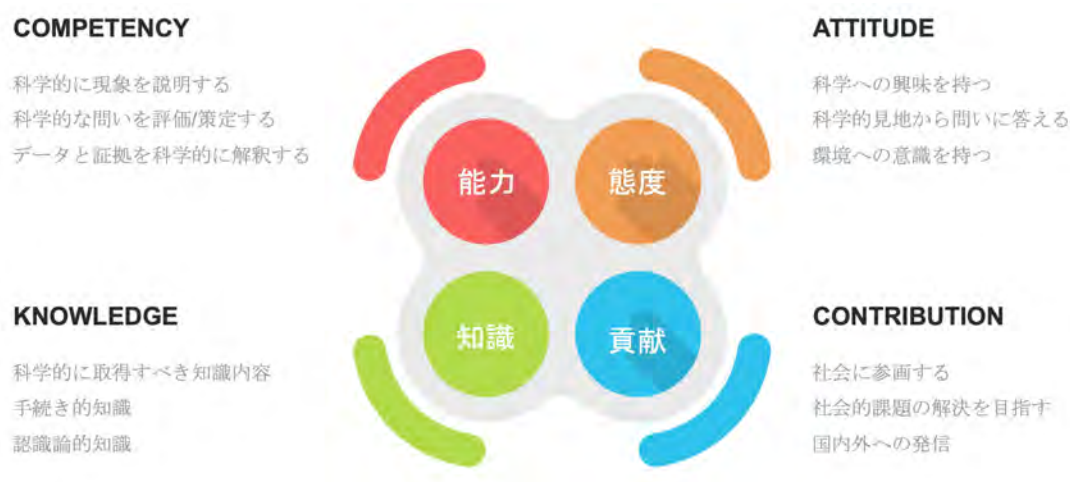 COMPETENCY
科学的に現象を説明する
科学的な問いを評価/策定する
データと証拠を科学的に解釈する
ATTITUDE
科学への興味を持つ
科学的見地から問いに答える
環境への意識を持つ
能力
態度
知識
貢献
KNOWLEDGE
科学的に取得すべき知識内容
手続き的知識
認識論的知識
CONTRIBUTION
社会に参画する
社会的課題の解決を目指す
国内外への発信